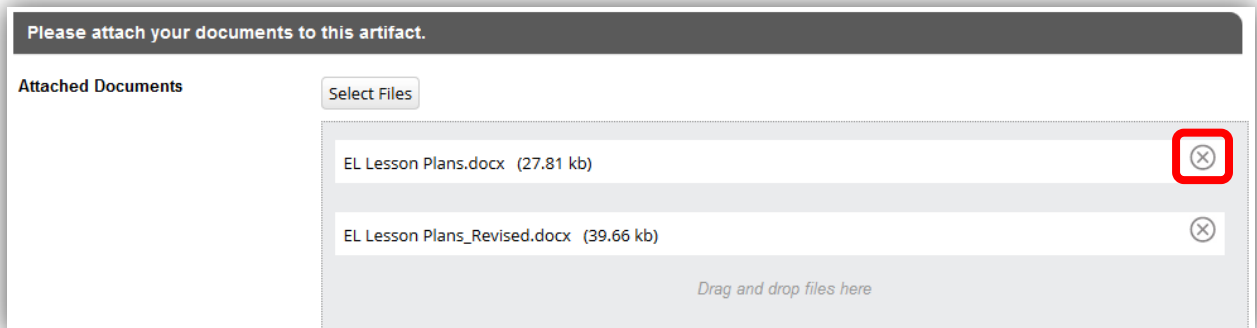 Please attach your documents to this artifact.
Attached Documents
Select Files
EL Lesson Plans.docx (27.81 kb)
EL Lesson Plans_Revised.docx (39.66 kb)
Drag and drop files here